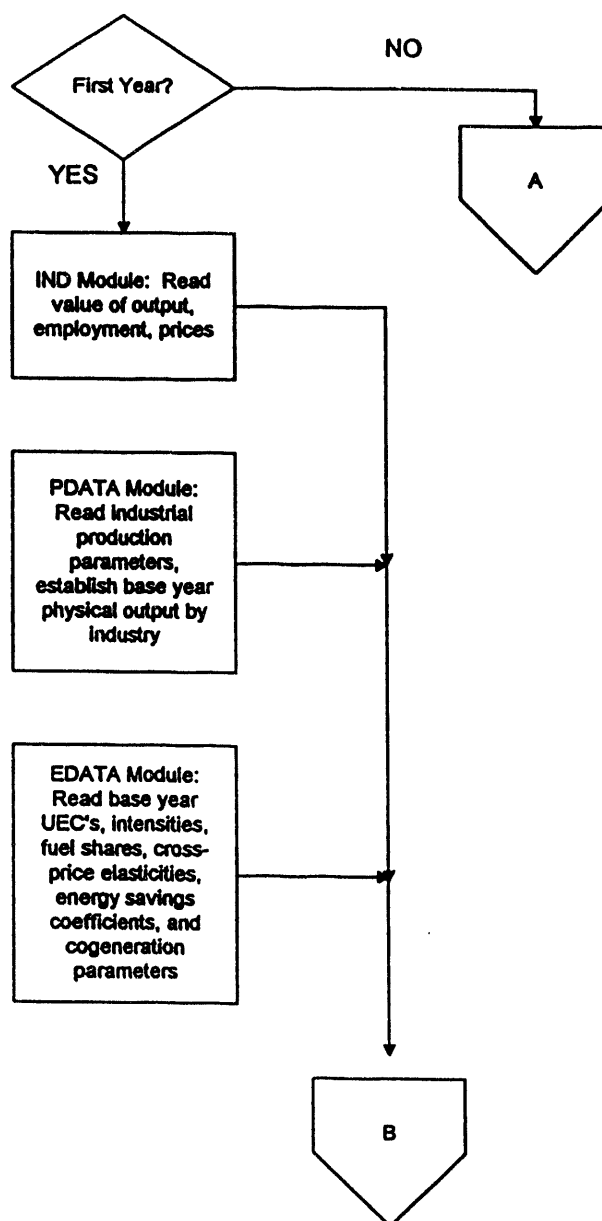 First Year?
NO
A
YES
IND Module: Read
value of output,
employment, prices
PDATA Module:
Read industrial
production
parameters,
establish base year
physical output by
industry
EDATA Module:
Read base year
UEC's, intensities,
fuel shares, cross-
price elasticities,
energy savings
coefficients, and
cogeneration
parameters
B